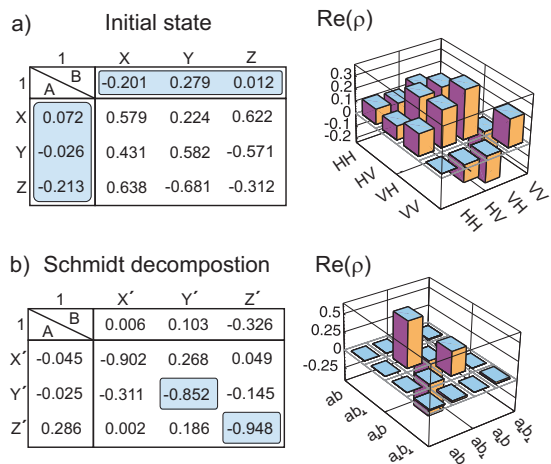 a) Initial state
1 X Y Z
A B
1 -0.201 0.279 0.012
X 0.072 0.579 0.224 0.622
Y -0.026 0.431 0.582 -0.571
Z -0.213 0.638 -0.681 -0.312
Re(ρ)
0.3
0.2
0.1
0
-0.1
-0.2
HH HV VH VV
HH HV VH VV
b) Schmidt decompostion
1 X´ Y´ Z´
A B
1 0.006 0.103 -0.326
X´ -0.045 -0.902 0.268 0.049
Y´ -0.025 -0.311 -0.852 -0.145
Z´ 0.286 0.002 0.186 -0.948
Re(ρ)
0.5
0.25
0
-0.25
ab ab⊥ a⊥b a⊥b⊥
ab ab⊥ a⊥b a⊥b⊥